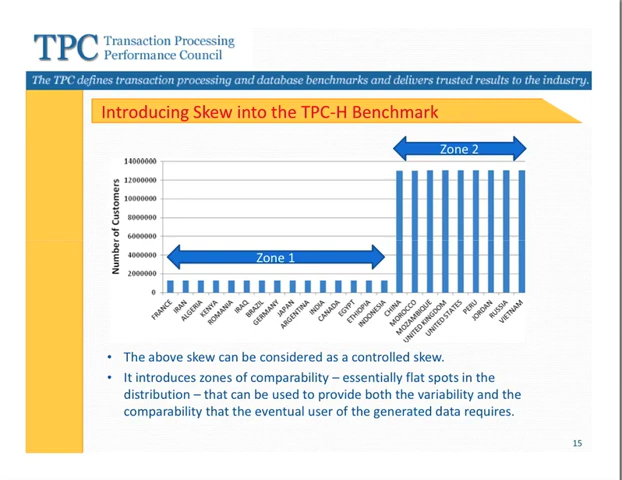 TPC Transaction Processing
Performance Council
The TPC defines transaction processing and database benchmarks and delivers trusted results to the industry.
Introducing Skew into the TPC-H Benchmark
Zone 2
14000000
12000000
10000000
8000000
6000000
4000000
2000000
0
Number of Customers
Zone 1
FRANCE
IRAN
ALGERIA
KENYA
ROMANIA
IRAQ
BRAZIL
GERMANY
JAPAN
ARGENTINA
INDIA
CANADA
EGYPT
ETHIOPIA
INDONESIA
CHINA
MOROCCO
MOZAMBIQUE
UNITED KINGDOM
UNITED STATES
PERU
JORDAN
RUSSIA
VIETNAM
• The above skew can be considered as a controlled skew.
• It introduces zones of comparability – essentially flat spots in the
distribution – that can be used to provide both the variability and the
comparability that the eventual user of the generated data requires.
15